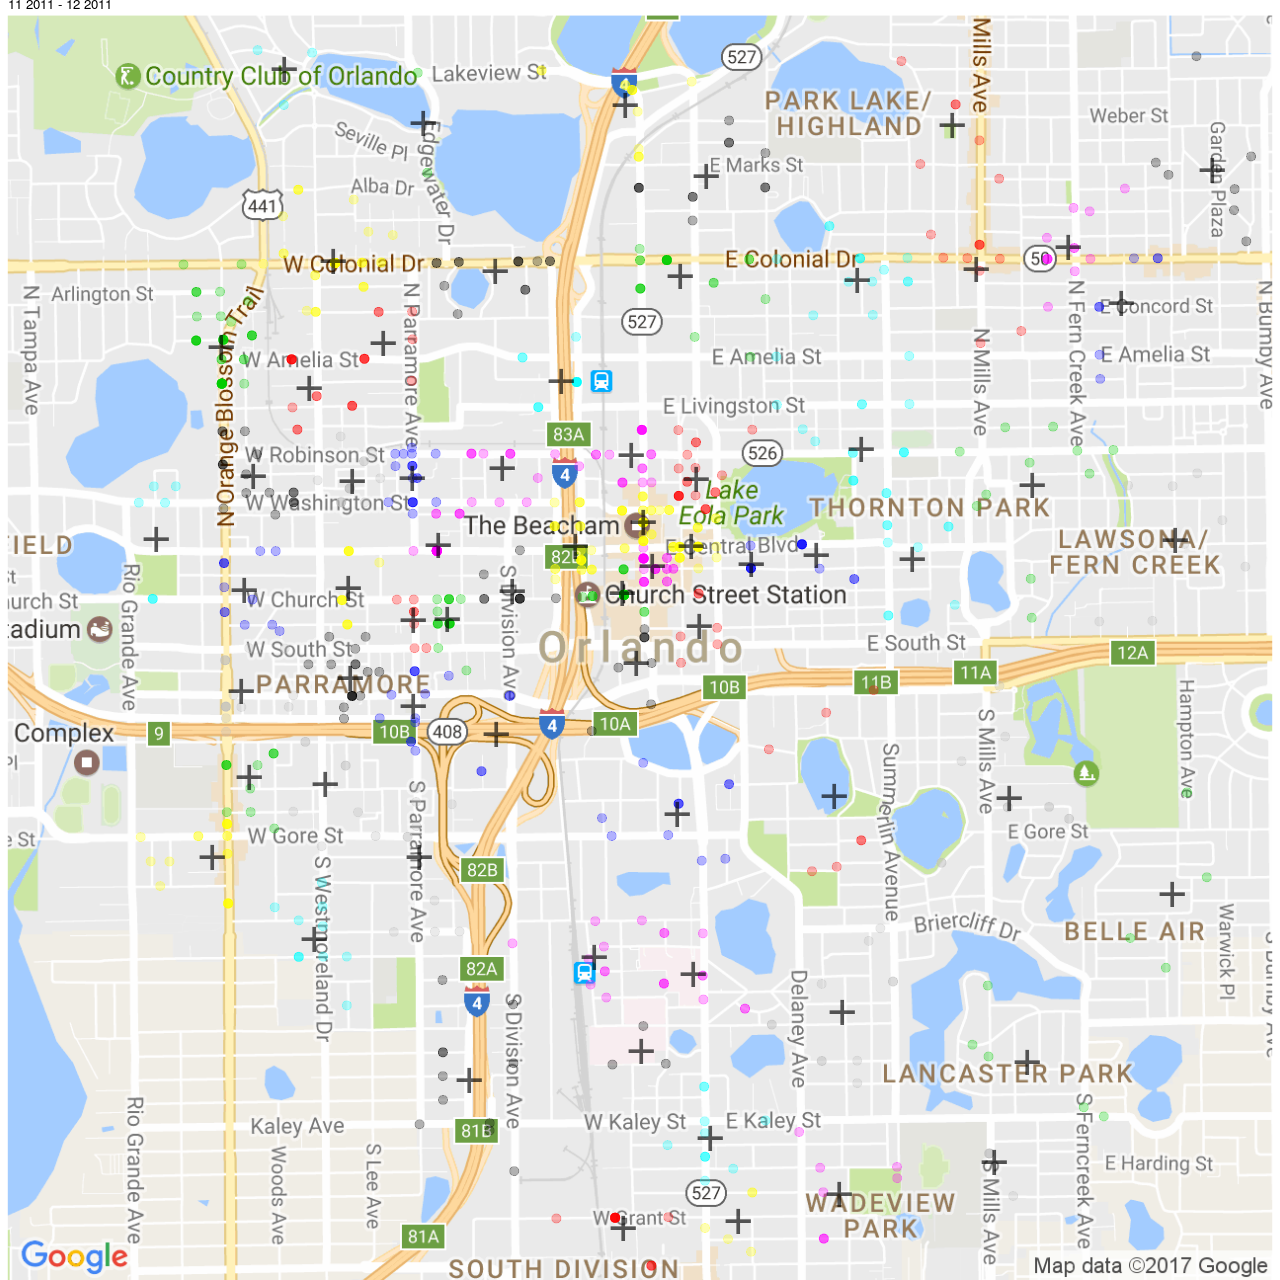 11 2011 - 12 2011
Country Club of Orlando
Lakeview St
4
527
Mills Ave
PARK LAKE/
HIGHLAND
Weber St
Garden Plaza
Seville Pl
Edgewater Dr
E Marks St
Alba Dr
441
W Colonial Dr
E Colonial Dr
50
Arlington St
N Tampa Ave
N Orange Blossom Trail
N Parramore Ave
527
N Mills Ave
N Fern Creek Ave
E Concord St
N Bumby Ave
W Amelia St
E Amelia St
E Amelia St
E Livingston St
83A
W Robinson St
526
4
W Washington St
Lake
Eola Park
THORNTON PARK
The Beacham
FIELD
82B
E Central Blvd
LAWSONA/
FERN CREEK
Rio Grande Ave
S Division Ave
W Church St
Church Street Station
W South St
Orlando
E South St
12A
PARRAMORE
10B
11B
11A
Complex
9
10B
408
4
10A
S Mills Ave
Hampton Ave
Summerlin Avenue
S Parramore Ave
W Gore St
E Gore St
82B
S Westmoreland Dr
Briercliff Dr
BELLE AIR
Warwick Pl
82A
4
S Division Ave
Delaney Ave
LANCASTER PARK
Rio Grande Ave
Kaley Ave
81B
W Kaley St
E Kaley St
S Ferncreek Ave
Woods Ave
S Lee Ave
E Harding St
S Mills Ave
527
WADEVIEW
PARK
W Grant St
81A
Google
SOUTH DIVISION
Map data ©2017 Google